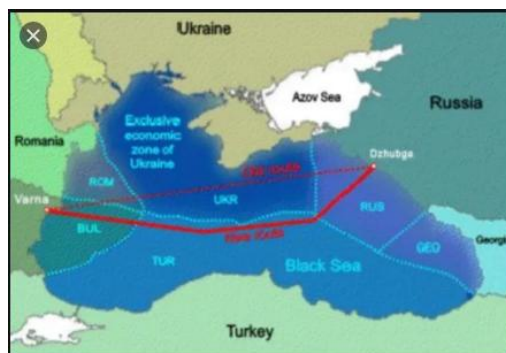 Ukraine
Azov Sea
Russia
Exclusive
economic
zone of
Ukraine
Romania
Dzhubga
Old route
ROM
Varna
UKR
RUS
BUL
New route
GEO
Georgia
TUR
Black Sea
Turkey